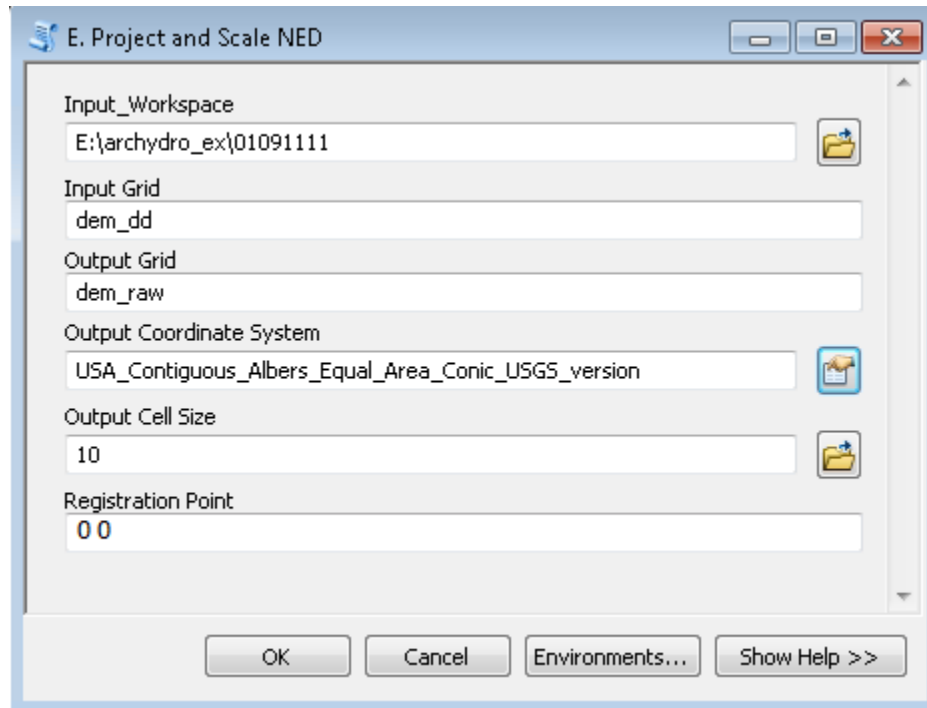 E. Project and Scale NED
Input_Workspace
E:\archydro_ex\01091111
Input Grid
dem_dd
Output Grid
dem_raw
Output Coordinate System
USA_Contiguous_Albers_Equal_Area_Conic_USGS_version
Output Cell Size
10
Registration Point
0 0
OK Cancel Environments... Show Help >>